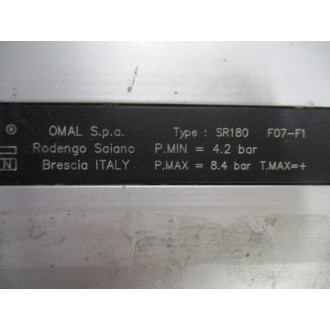 ® OMAL S.p.a. Type : SR180 F07-F1
Rodengo Saiano P.MIN = 4.2 bar
N Brescia ITALY P.MAX = 8.4 bar T.MAX=+